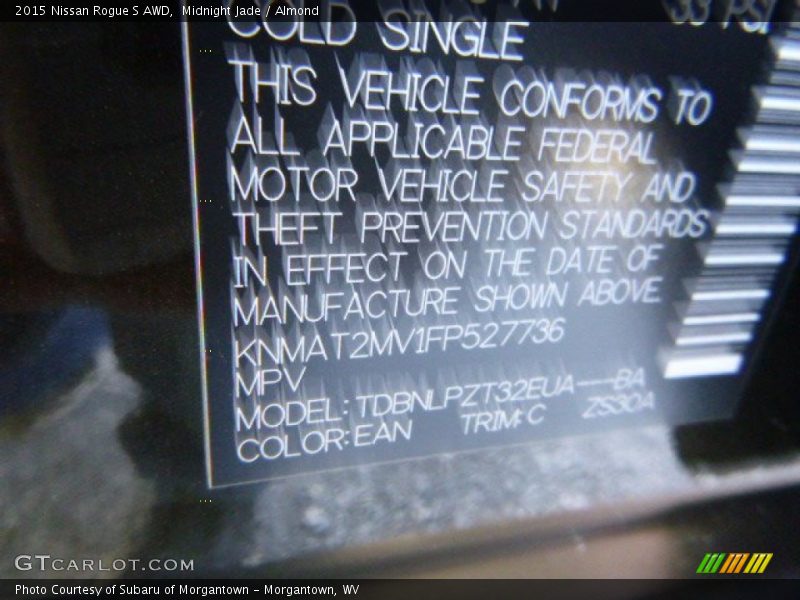 2015 Nissan Rogue S AWD, Midnight Jade / Almond
33 PSI
COLD SINGLE
THIS VEHICLE CONFORMS TO
ALL APPLICABLE FEDERAL
MOTOR VEHICLE SAFETY AND
THEFT PREVENTION STANDARDS
IN EFFECT ON THE DATE OF
MANUFACTURE SHOWN ABOVE
KNMAT2MV1FP527736
MPV
MODEL: TDBNLPZT32EUA----BA
COLOR:EAN TRIM:C ZS30A
GTCARLOT.COM
Photo Courtesy of Subaru of Morgantown - Morgantown, WV